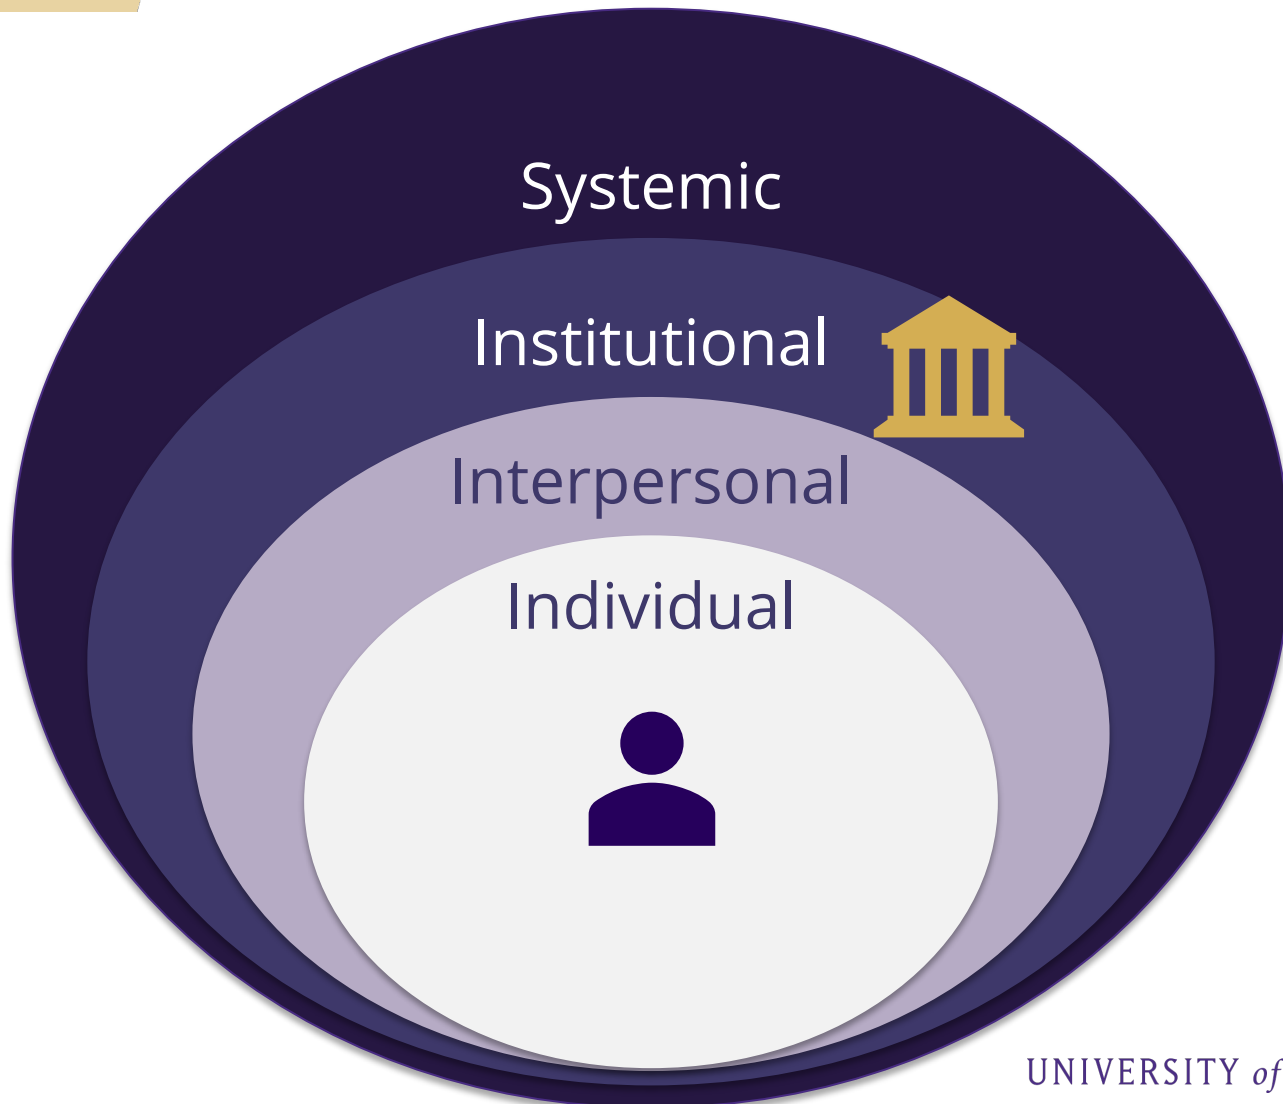 Systemic
Institutional
Interpersonal
Individual
UNIVERSITY of